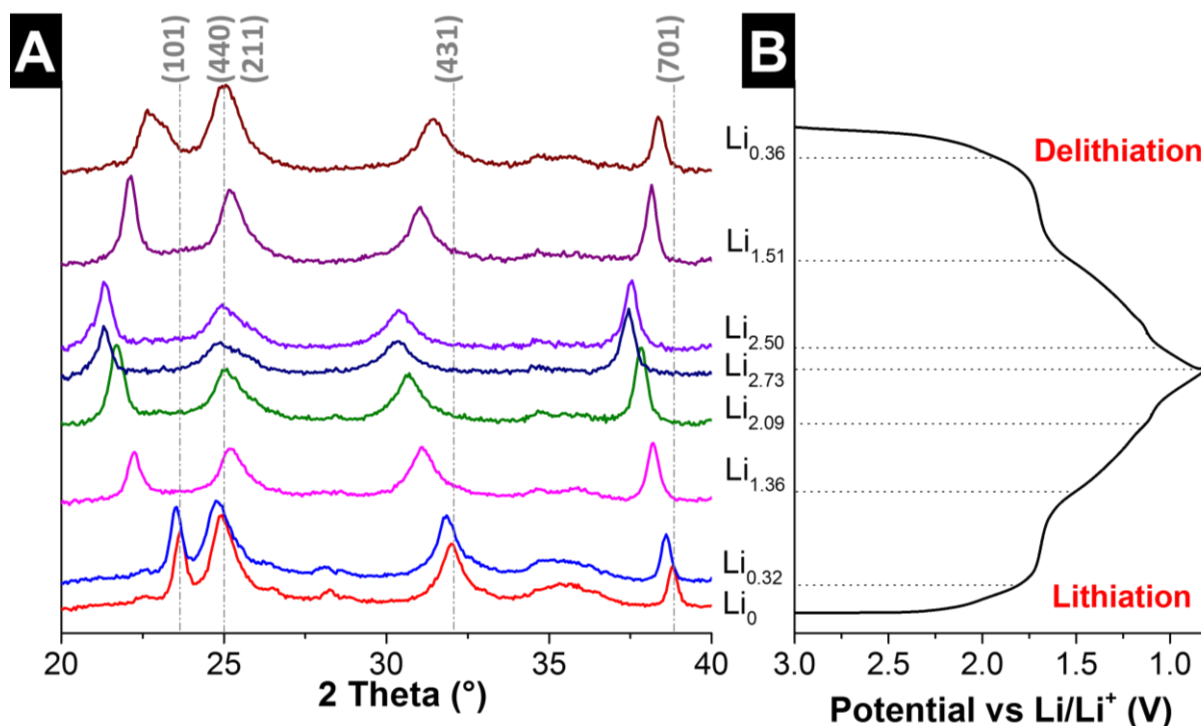 A
(101)
(440)
(211)
(431)
(701)
Li0.36
Li1.51
Li2.50
Li2.73
Li2.09
Li1.36
Li0.32
Li0
20 25 30 35 40
2 Theta (°)
B
Delithiation
Lithiation
3.0 2.5 2.0 1.5 1.0
Potential vs Li/Li+ (V)